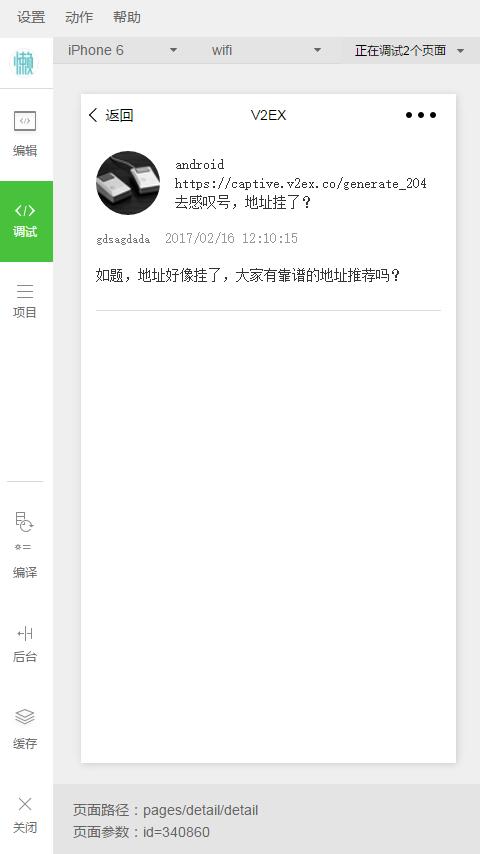 设置 动作 帮助
懒
iPhone 6 wifi 正在调试2个页面
返回 V2EX
编辑
android
https://captive.v2ex.co/generate_204
去感叹号，地址挂了？
调试
gdsagdada 2017/02/16 12:10:15
如题，地址好像挂了，大家有靠谱的地址推荐吗？
项目
编译
后台
缓存
关闭
页面路径：pages/detail/detail
页面参数：id=340860